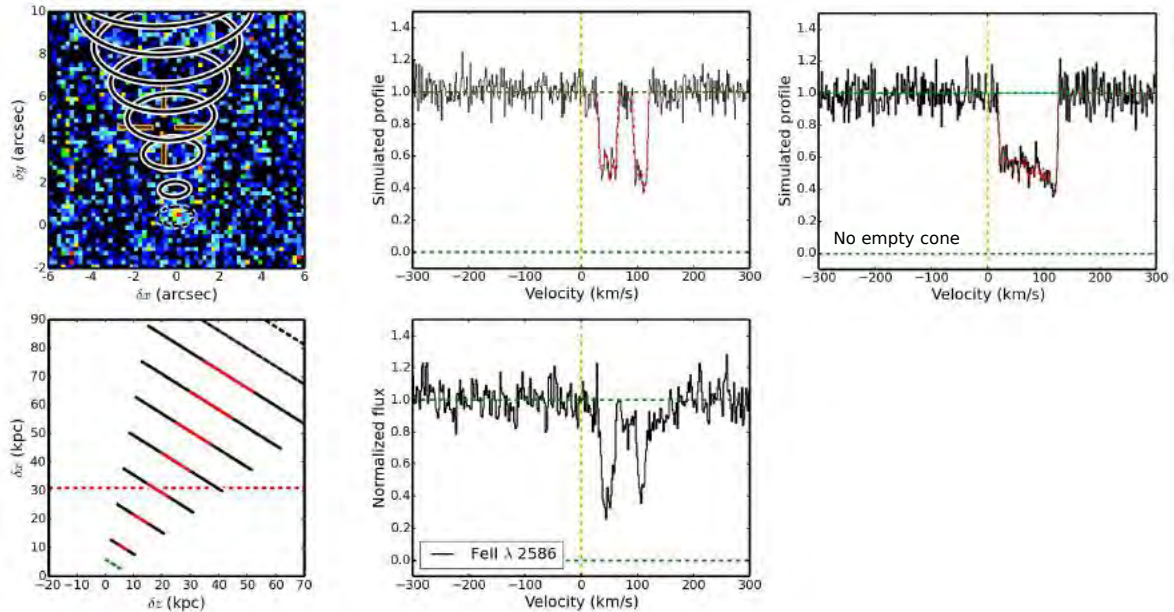 10
8
6
4
2
0
−2
δy (arcsec)
−6 −4 −2 0 2 4 6
δx (arcsec)
1.4
1.2
1.0
0.8
0.6
0.4
0.2
0.0
Simulated profile
−300 −200 −100 0 100 200 300
Velocity (km/s)
1.4
1.2
1.0
0.8
0.6
0.4
0.2
0.0
Simulated profile
No empty cone
−300 −200 −100 0 100 200 300
Velocity (km/s)
90
80
70
60
50
40
30
20
10
0
δx (kpc)
−20 −10 0 10 20 30 40 50 60 70
δz (kpc)
1.4
1.2
1.0
0.8
0.6
0.4
0.2
0.0
Normalized flux
FeII λ 2586
−300 −200 −100 0 100 200 300
Velocity (km/s)